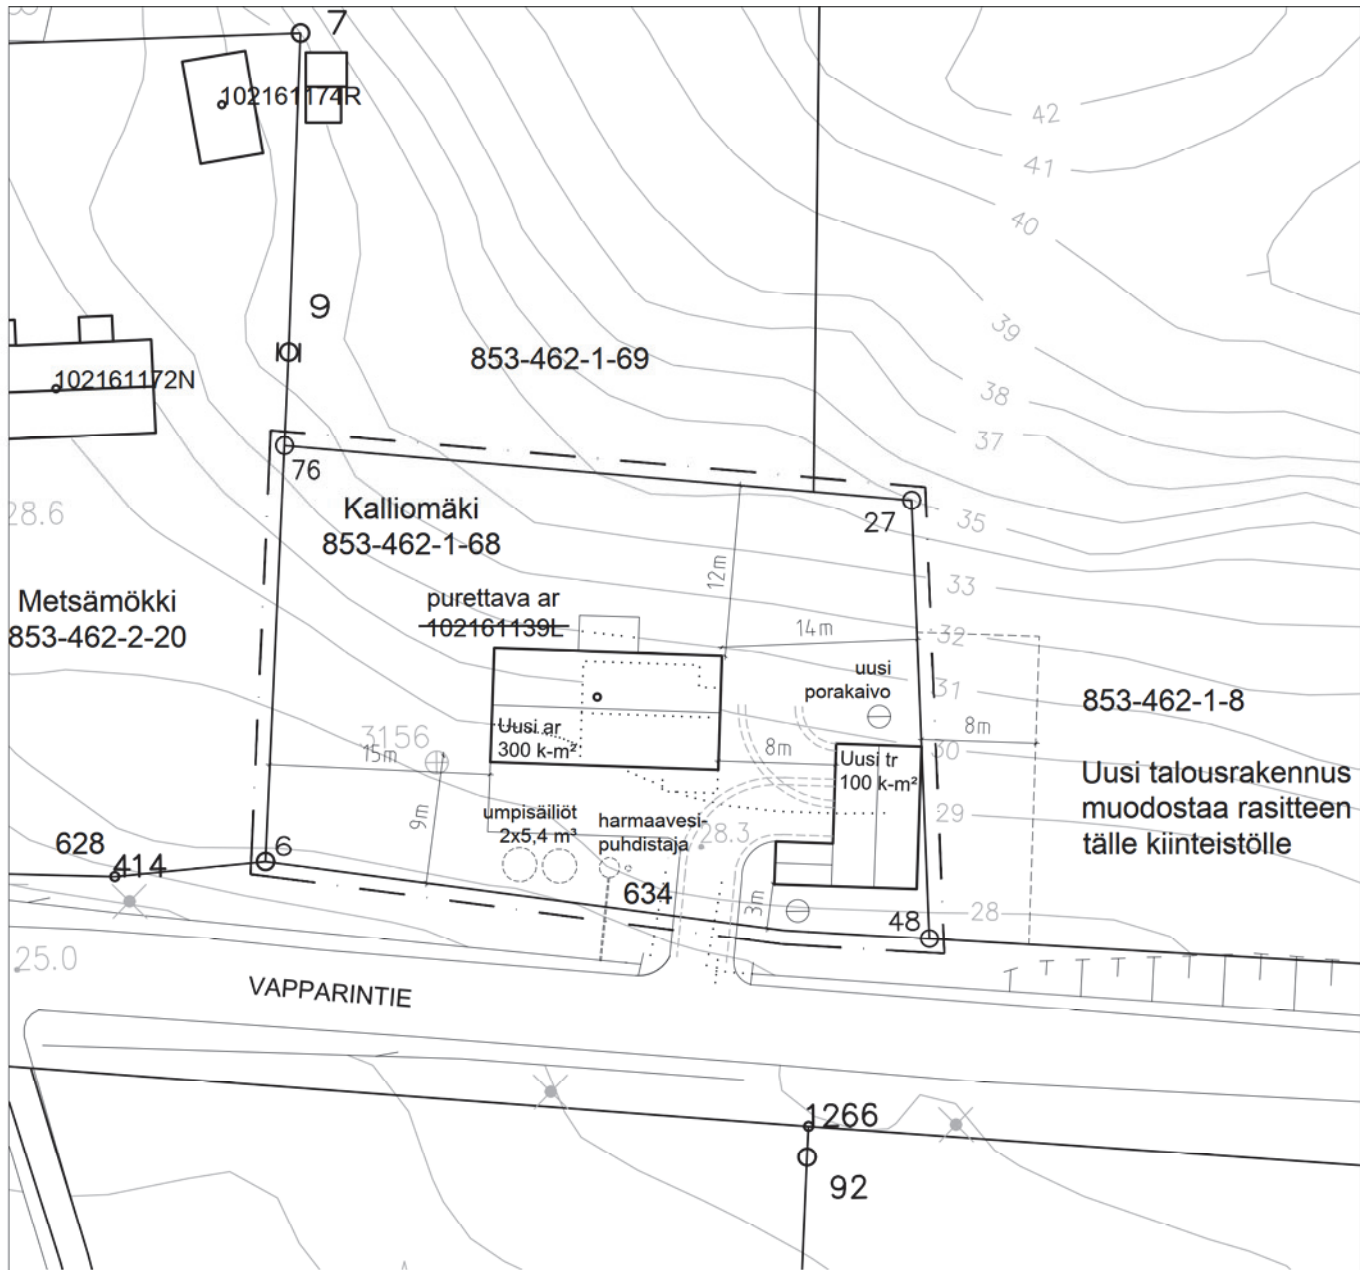 7
102161174R
42
41
40
9
39
853-462-1-69
102161172N
38
37
76
Kalliomäki
853-462-1-68
27
35
28.6
12m
33
Metsämökki
853-462-2-20
purettava ar
102161139L
14m
32
uusi
porakaivo
31
853-462-1-8
Uusi ar
300 k-m²
3156
15m
8m
Uusi tr
100 k-m²
30
8m
Uusi talousrakennus
muodostaa rasitteen
tälle kiinteistölle
9m
umpisäiliöt
2x5,4 m³
harmaavesi-
puhdistaja
28.3
29
628
414
6
634
3m
48
28
25.0
VAPPARINTIE
1266
92